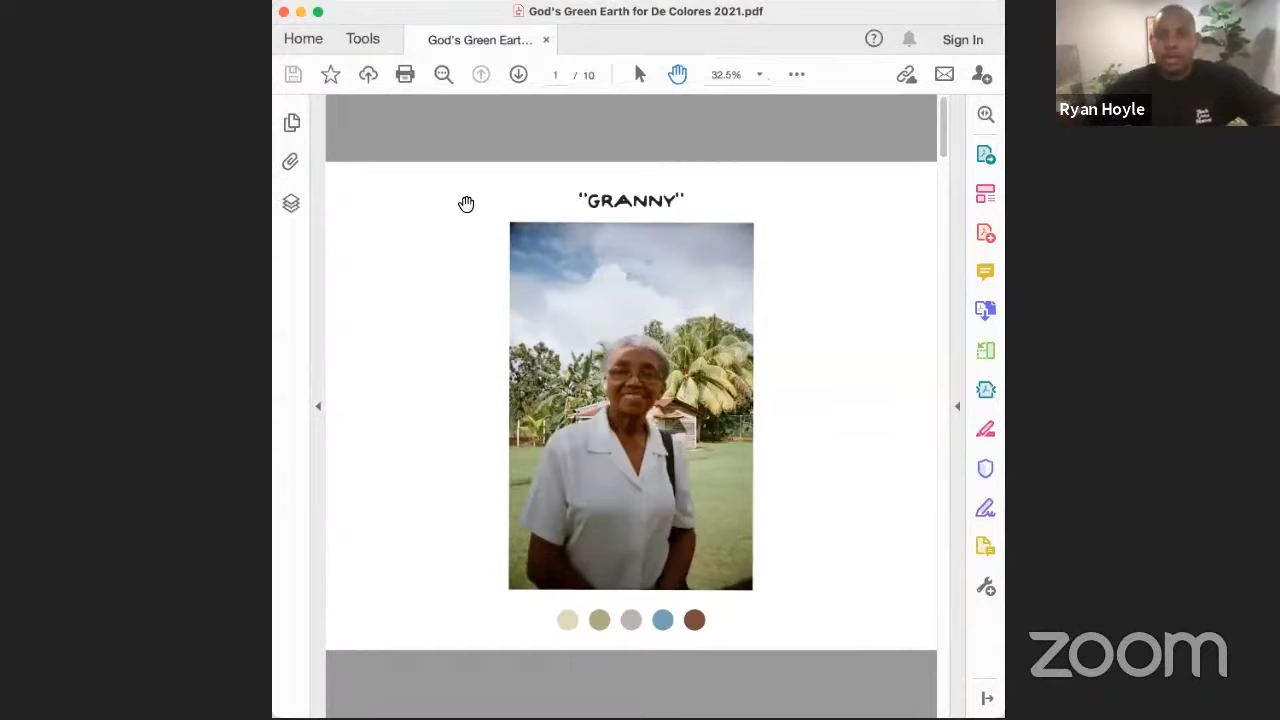 God's Green Earth for De Colores 2021.pdf
Home Tools God's Green Eart... × Sign In
1 / 10 32.5%
Ryan Hoyle
"GRANNY"
zoom